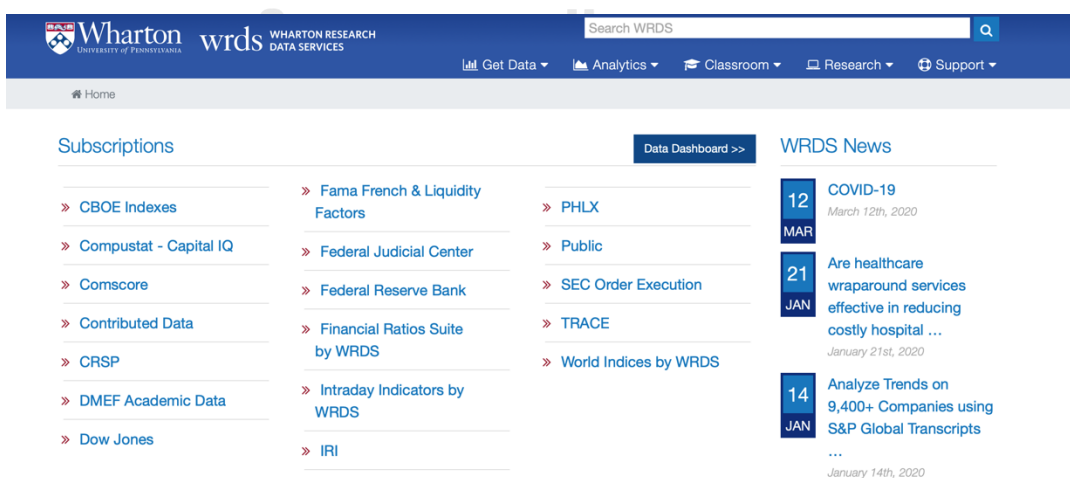 Wharton
UNIVERSITY of PENNSYLVANIA
wrds
WHARTON RESEARCH
DATA SERVICES
Search WRDS
Get Data
Analytics
Classroom
Research
Support
Home
Subscriptions
Data Dashboard >>
» CBOE Indexes
» Compustat - Capital IQ
» Comscore
» Contributed Data
» CRSP
» DMEF Academic Data
» Dow Jones
» Fama French & Liquidity
Factors
» Federal Judicial Center
» Federal Reserve Bank
» Financial Ratios Suite
by WRDS
» Intraday Indicators by
WRDS
» IRI
» PHLX
» Public
» SEC Order Execution
» TRACE
» World Indices by WRDS
WRDS News
12
MAR
COVID-19
March 12th, 2020
21
JAN
Are healthcare
wraparound services
effective in reducing
costly hospital ...
January 21st, 2020
14
JAN
Analyze Trends on
9,400+ Companies using
S&P Global Transcripts
...
January 14th, 2020